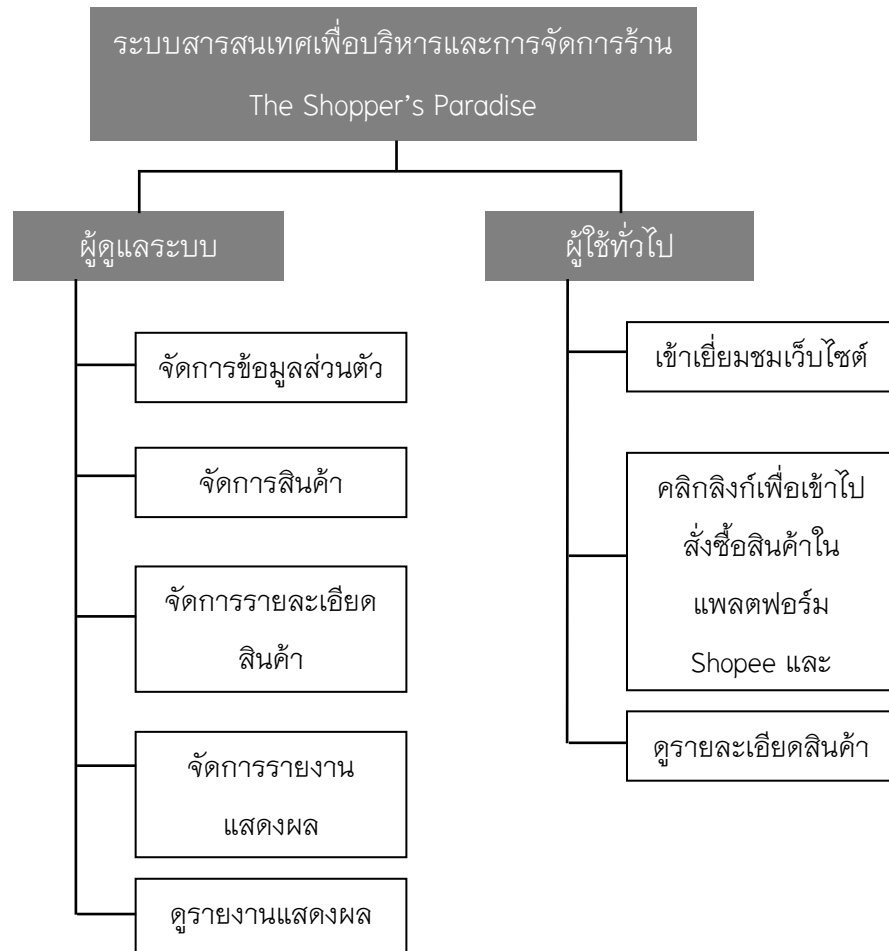 ระบบสารสนเทศเพื่อบริหารและการจัดการร้าน
The Shopper's Paradise
ผู้ดูแลระบบ
จัดการข้อมูลส่วนตัว
จัดการสินค้า
จัดการรายละเอียด
สินค้า
จัดการรายงาน
แสดงผล
ดูรายงานแสดงผล
ผู้ใช้ทั่วไป
เข้าเยี่ยมชมเว็บไซต์
คลิกลิงก์เพื่อเข้าไป
สั่งซื้อสินค้าใน
แพลตฟอร์ม
Shopee และ
ดูรายละเอียดสินค้า